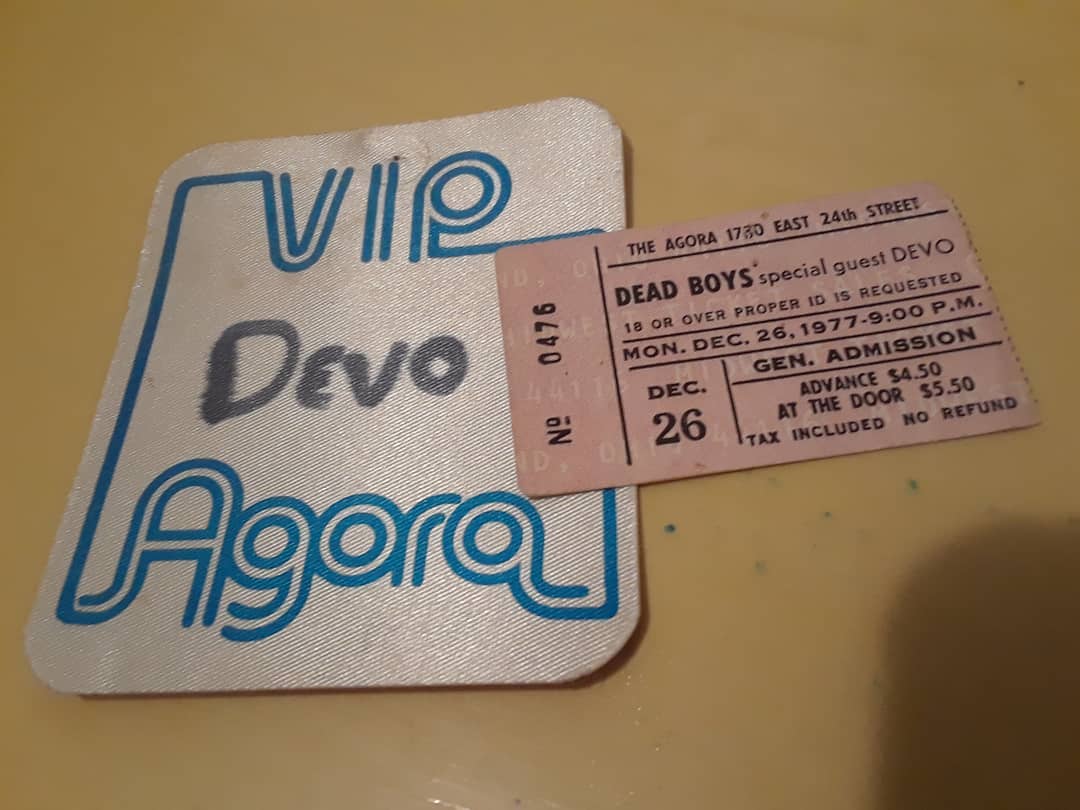 VIP
DEVO
Agora
THE AGORA 1730 EAST 24th STREET
DEAD BOYS special guest DEVO
18 OR OVER PROPER ID IS REQUESTED
MON. DEC. 26, 1977-9:00 P.M.
GEN. ADMISSION
DEC.
26
ADVANCE $4.50
AT THE DOOR $5.50
TAX INCLUDED NO REFUND
Nº 0476